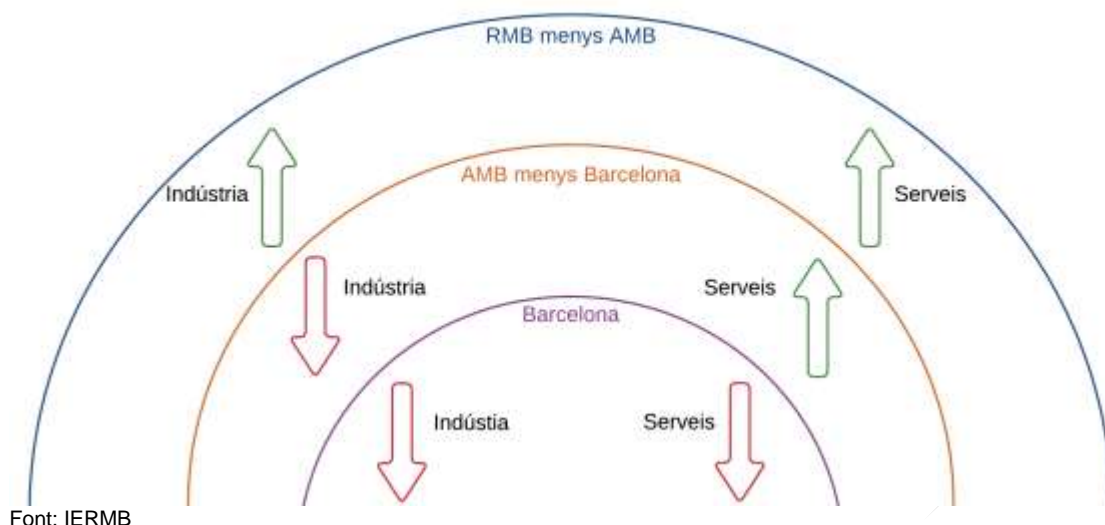 RMB menys AMB
AMB menys Barcelona
Indústria
Serveis
Indústria
Serveis
Barcelona
Indústia
Serveis
Font: IERMB